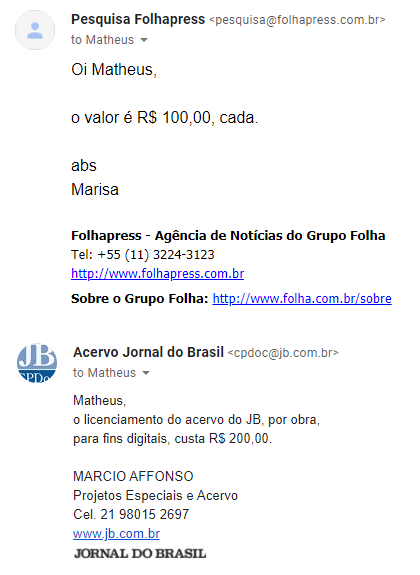 Pesquisa Folhapress <pesquisa@folhapress.com.br>
to Matheus
Oi Matheus,
o valor é R$ 100,00, cada.
abs
Marisa
Folhapress - Agência de Notícias do Grupo Folha
Tel: +55 (11) 3224-3123
http://www.folhapress.com.br
Sobre o Grupo Folha: http://www.folha.com.br/sobre
JB
CPDoc
Acervo Jornal do Brasil <cpdoc@jb.com.br>
to Matheus
Matheus,
o licenciamento do acervo do JB, por obra,
para fins digitais, custa R$ 200,00.
MARCIO AFFONSO
Projetos Especiais e Acervo
Cel. 21 98015 2697
www.jb.com.br
JORNAL DO BRASIL